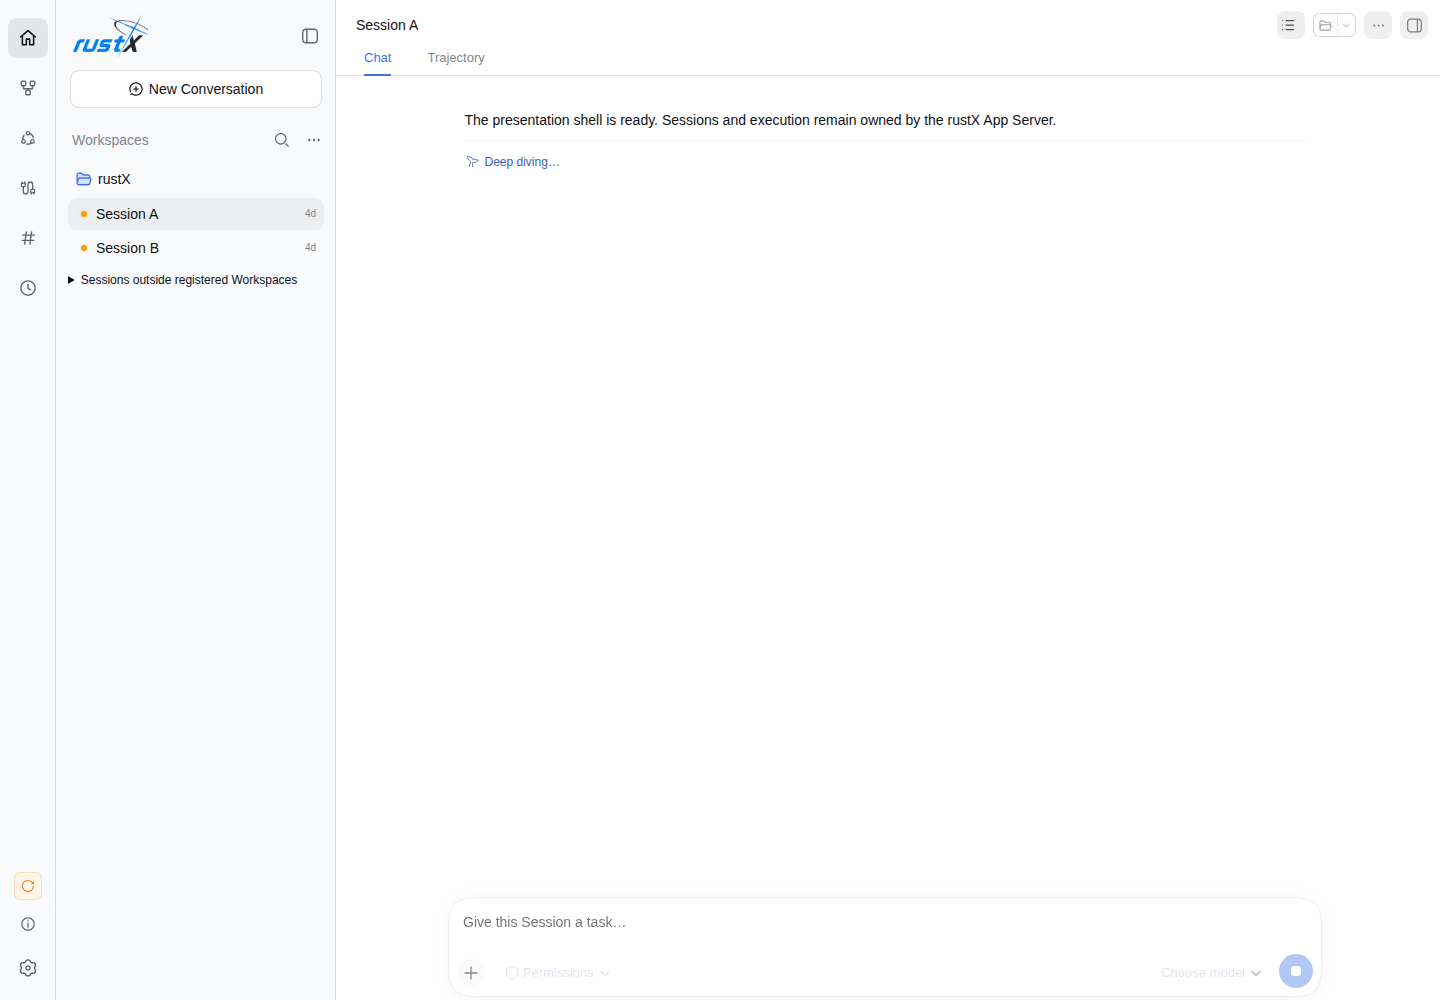 rustX
New Conversation
Workspaces
rustX
Session A 4d
Session B 4d
Sessions outside registered Workspaces
Session A
Chat Trajectory
The presentation shell is ready. Sessions and execution remain owned by the rustX App Server.
Deep diving…
Give this Session a task…
Permissions Choose model